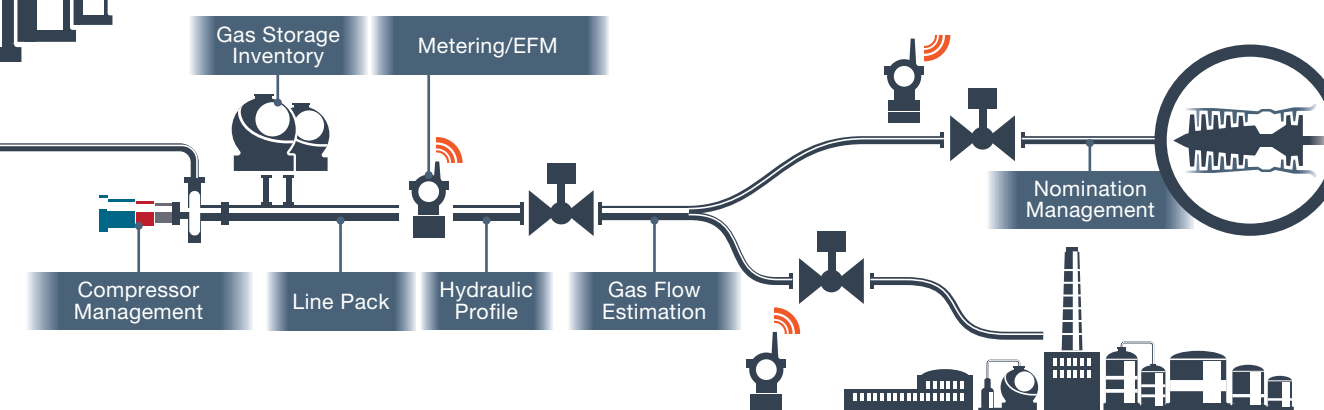 Gas Storage
Inventory
Metering/EFM
Nomination
Management
Compressor
Management
Line Pack
Hydraulic
Profile
Gas Flow
Estimation